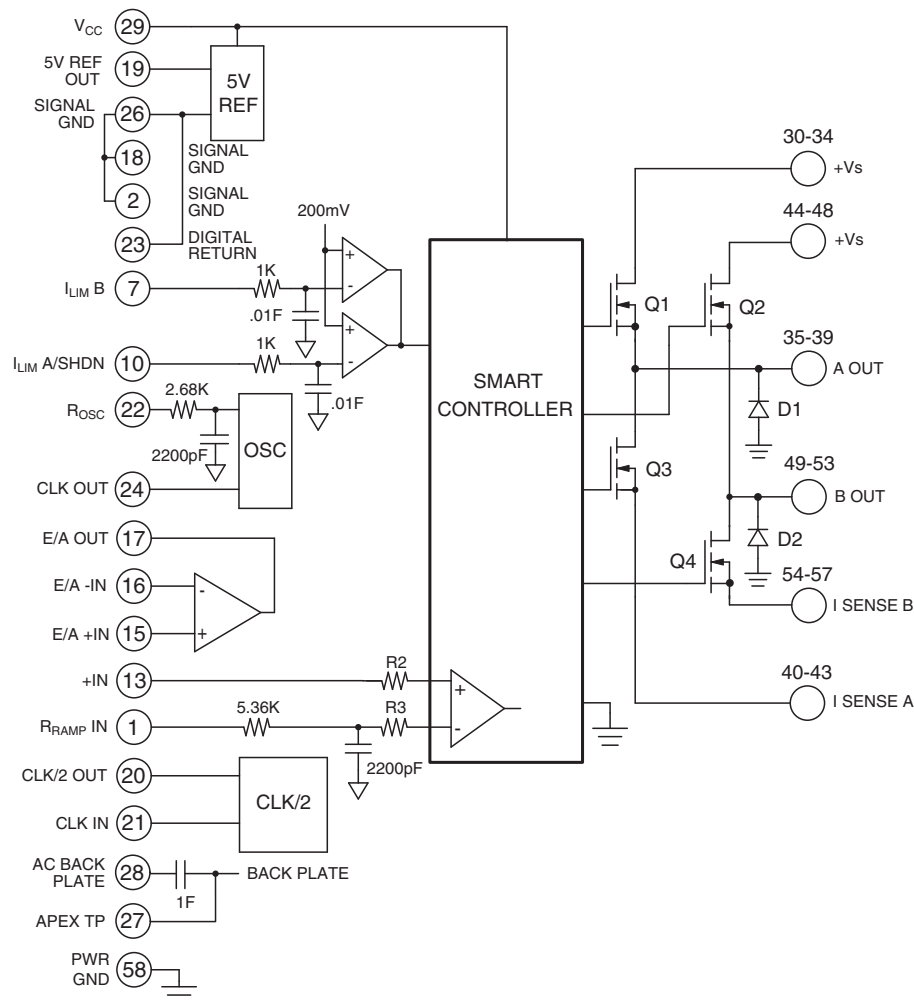 VCC
29
5V REF
OUT
19
5V
REF
SIGNAL
GND
26
18
SIGNAL
GND
2
SIGNAL
GND
23
DIGITAL
RETURN
200mV
ILIM B
7
1K
.01F
+
-
ILIM A/SHDN
10
1K
.01F
+
-
ROSC
22
2.68K
2200pF
OSC
CLK OUT
24
E/A OUT
17
E/A -IN
16
-
E/A +IN
15
+
+IN
13
R2
+
RRAMP IN
1
5.36K
R3
-
2200pF
CLK/2 OUT
20
CLK/2
CLK IN
21
AC BACK
PLATE
28
1F
BACK PLATE
APEX TP
27
PWR
GND
58
SMART
CONTROLLER
30-34
+Vs
44-48
+Vs
Q1
Q2
35-39
A OUT
D1
Q3
49-53
B OUT
D2
Q4
54-57
I SENSE B
40-43
I SENSE A